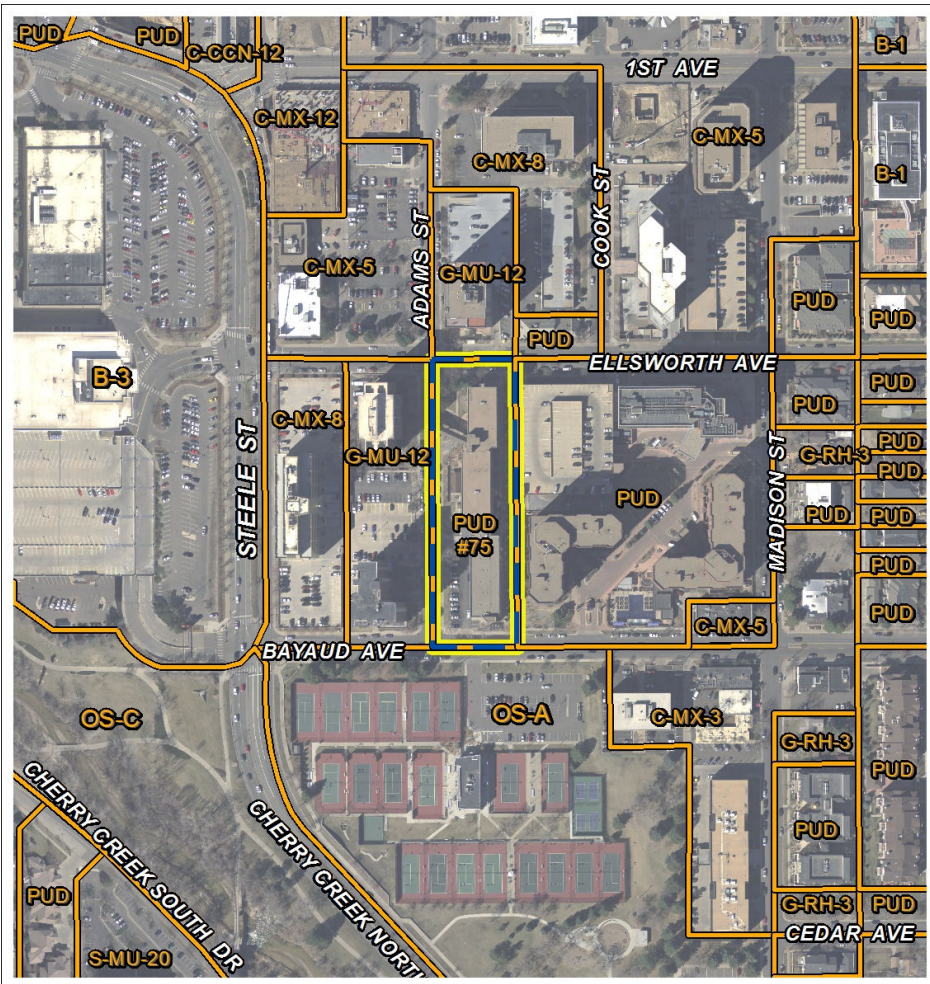 PUD
PUD
C-CCN-12
B-1
1ST AVE
C-MX-12
C-MX-5
C-MX-8
B-1
ADAMS ST
COOK ST
C-MX-5
G-MU-12
PUD
PUD
PUD
ELLSWORTH AVE
B-3
PUD
PUD
C-MX-8
STEELE ST
G-MU-12
MADISON ST
PUD
G-RH-3
PUD
PUD
PUD
PUD
#75
PUD
PUD
PUD
C-MX-5
PUD
BAYAUD AVE
OS-C
OS-A
C-MX-3
G-RH-3
PUD
CHERRY CREEK SOUTH DR
CHERRY CREEK NORTH
PUD
PUD
G-RH-3
PUD
CEDAR AVE
S-MU-20